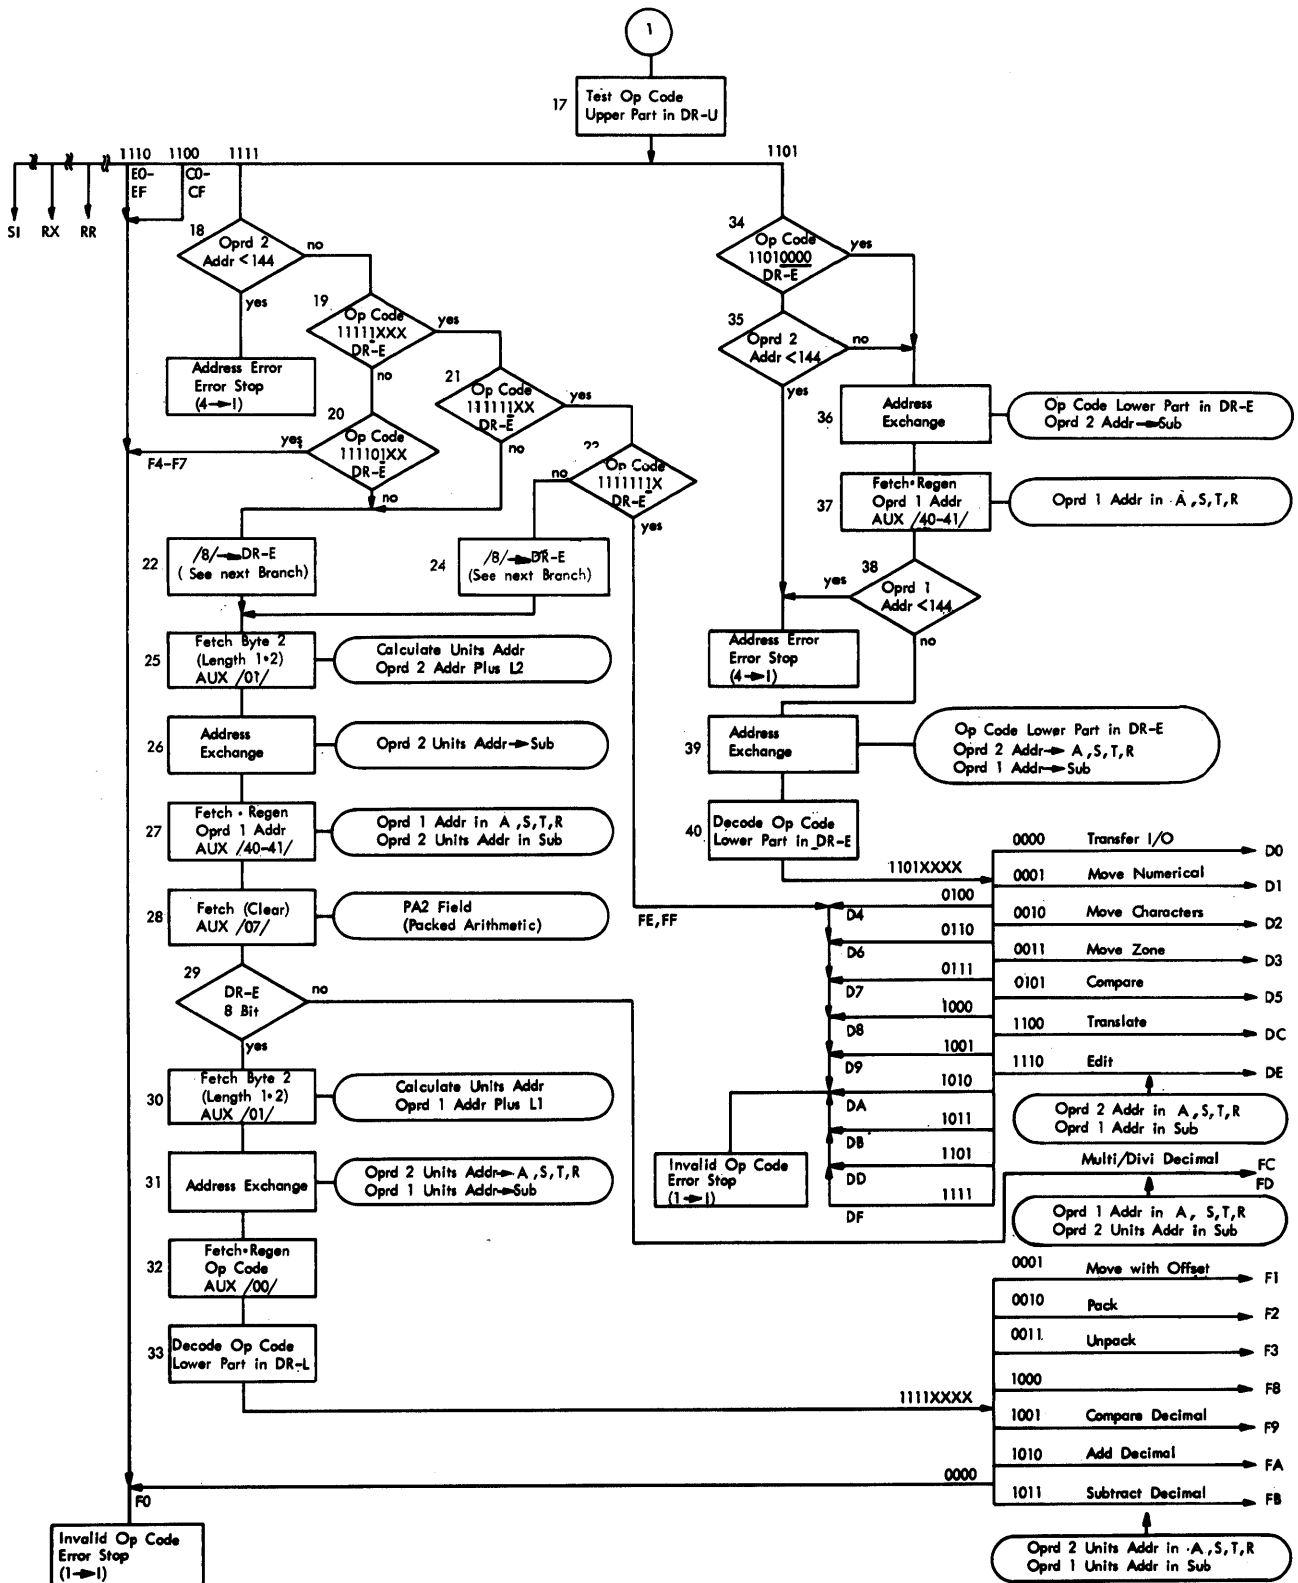 1
17
Test Op Code
Upper Part in DR-U
1110
1100
1111
1101
E0-
EF
C0-
CF
SI
RX
RR
18
Oprd 2
Addr <144
no
yes
Address Error
Error Stop
(4→I)
19
Op Code
11111XXX
DR-E
yes
no
20
Op Code
111101XX
DR-E
yes
no
F4-F7
21
Op Code
111111XX
DR-E
yes
no
Op Code
1111111X
DR-E
no
yes
34
Op Code
11010000
DR-E
yes
35
Oprd 2
Addr <144
no
yes
36
Address
Exchange
Op Code Lower Part in DR-E
Oprd 2 Addr→Sub
37
Fetch•Regen
Oprd 1 Addr
AUX /40-41/
Oprd 1 Addr in A,S,T,R
38
Oprd 1
Addr <144
yes
no
Address Error
Error Stop
(4→I)
22
/8/→DR-E
( See next Branch)
24
/8/→DR-E
(See next Branch)
25
Fetch Byte 2
(Length 1•2)
AUX /01/
Calculate Units Addr
Oprd 2 Addr Plus L2
26
Address
Exchange
Oprd 2 Units Addr→Sub
27
Fetch • Regen
Oprd 1 Addr
AUX /40-41/
Oprd 1 Addr in A,S,T,R
Oprd 2 Units Addr in Sub
28
Fetch (Clear)
AUX /07/
PA2 Field
(Packed Arithmetic)
29
DR-E
8 Bit
no
yes
30
Fetch Byte 2
(Length 1•2)
AUX /01/
Calculate Units Addr
Oprd 1 Addr Plus L1
31
Address Exchange
Oprd 2 Units Addr→A,S,T,R
Oprd 1 Units Addr→Sub
32
Fetch•Regen
Op Code
AUX /00/
33
Decode Op Code
Lower Part in DR-L
39
Address
Exchange
Op Code Lower Part in DR-E
Oprd 2 Addr→ A,S,T,R
Oprd 1 Addr→Sub
40
Decode Op Code
Lower Part in DR-E
1101XXXX
FE,FF
0100
D4
0110
D6
0111
D7
1000
D8
1001
D9
1010
DA
1011
DB
1101
DD
1111
DF
Invalid Op Code
Error Stop
(1→I)
0000 Transfer I/O D0
0001 Move Numerical D1
0010 Move Characters D2
0011 Move Zone D3
0101 Compare D5
1100 Translate DC
1110 Edit DE
Oprd 2 Addr in A,S,T,R
Oprd 1 Addr in Sub
Multi/Divi Decimal FC
FD
Oprd 1 Addr in A, S,T,R
Oprd 2 Units Addr in Sub
1111XXXX
0001 Move with Offset F1
0010 Pack F2
0011 Unpack F3
1000 F8
1001 Compare Decimal F9
1010 Add Decimal FA
1011 Subtract Decimal FB
0000
F0
Oprd 2 Units Addr in A,S,T,R
Oprd 1 Units Addr in Sub
Invalid Op Code
Error Stop
(1→I)